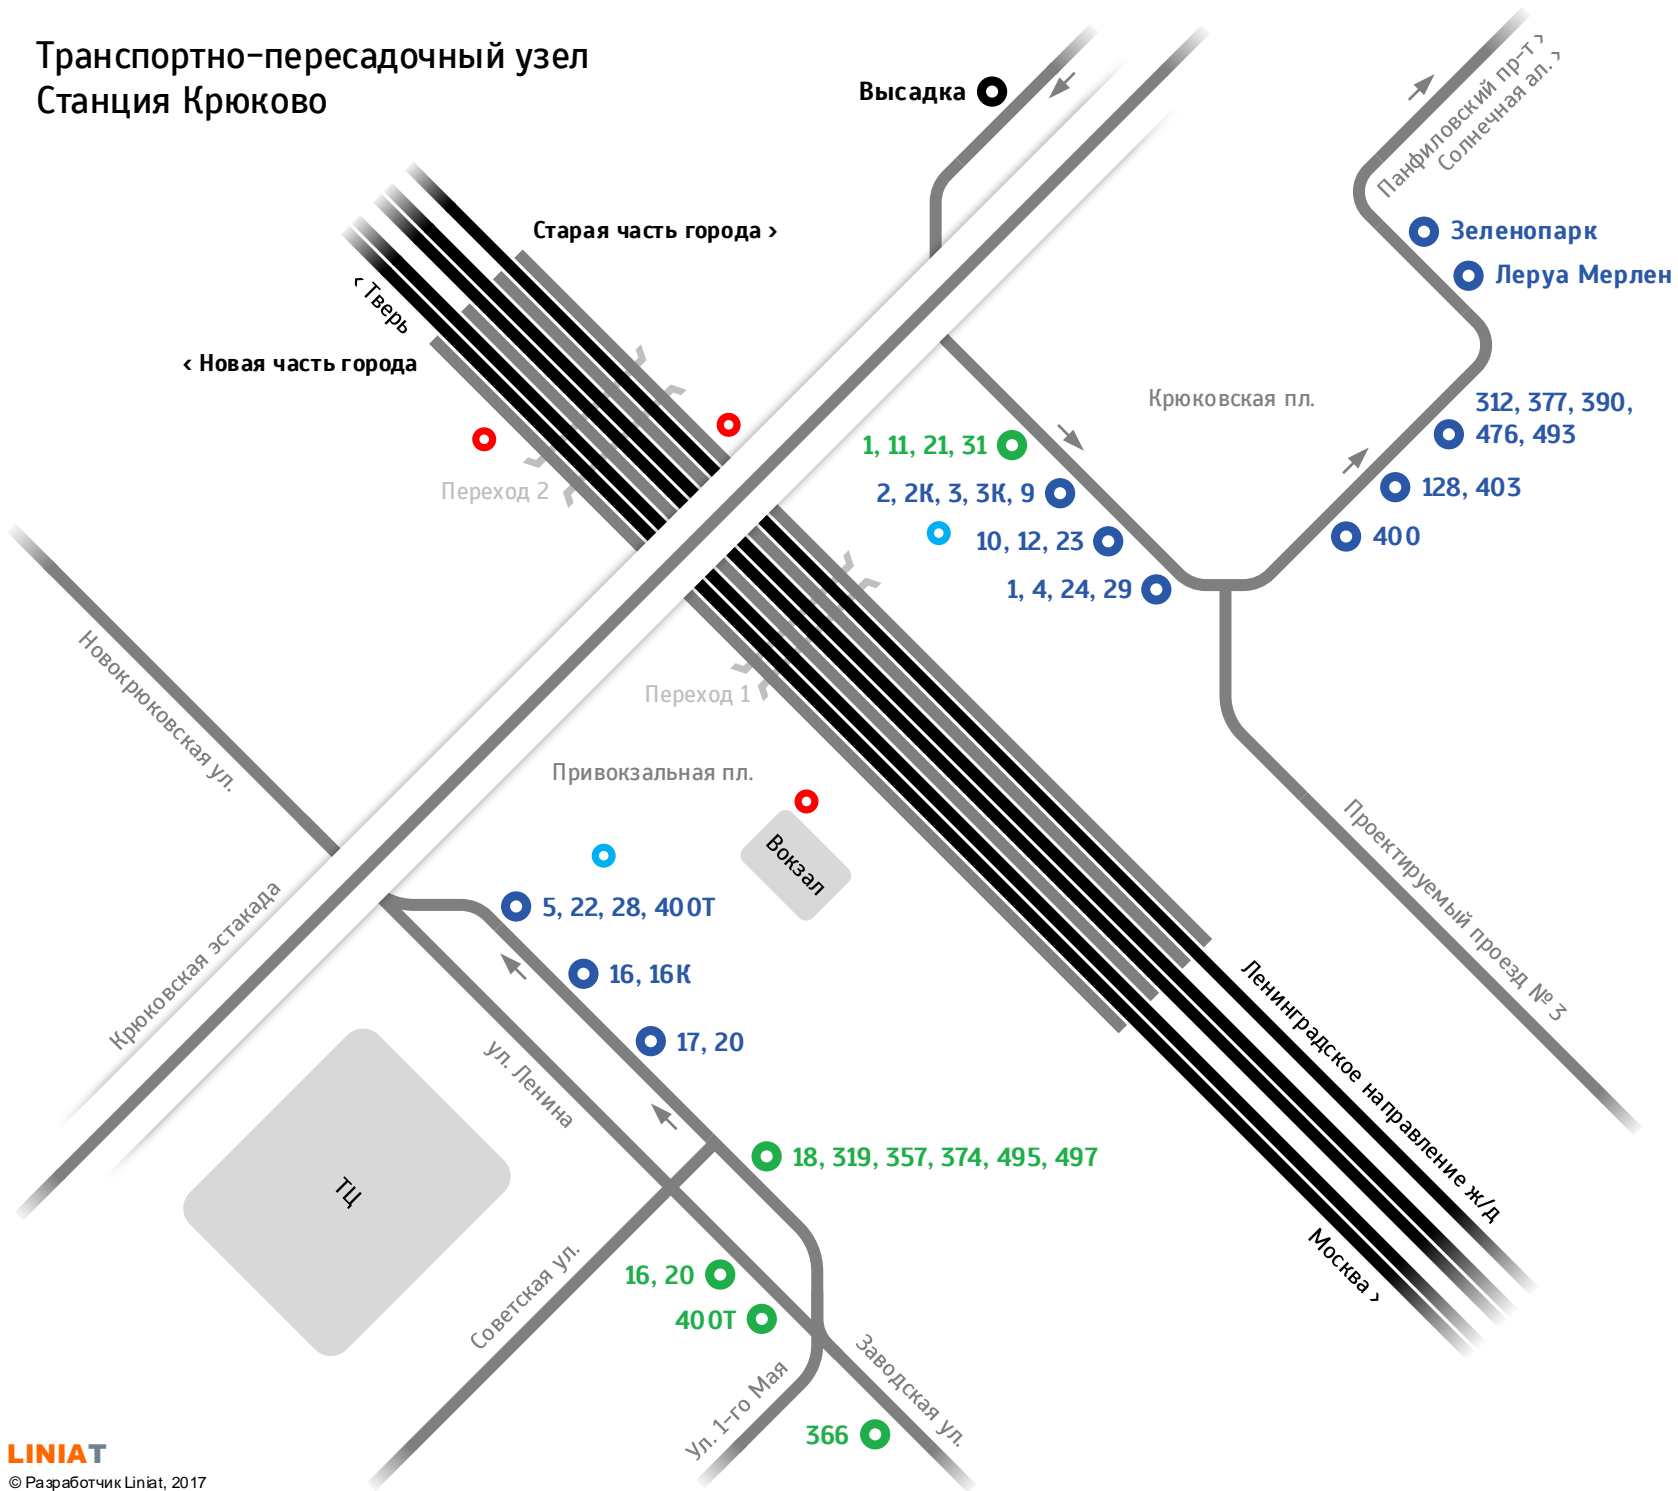 Транспортно-пересадочный узел
Станция Крюково
Высадка
Панфиловский пр-т ›
Солнечная ал. ›
Старая часть города ›
Зеленопарк
Леруа Мерлен
‹ Тверь
‹ Новая часть города
Крюковская пл.
312, 377, 390,
476, 493
1, 11, 21, 31
2, 2К, 3, 3К, 9
128, 403
Переход 2
10, 12, 23
400
1, 4, 24, 29
Новокрюковская ул.
Переход 1
Привокзальная пл.
Вокзал
Проектируемый проезд № 3
5, 22, 28, 400Т
Крюковская эстакада
16, 16К
17, 20
Ленинградское направление ж/д
ул. Ленина
18, 319, 357, 374, 495, 497
ТЦ
Москва ›
Советская ул.
16, 20
400Т
Заводская ул.
Ул. 1-го Мая
366
LINIAT
© Разработчик Liniat, 2017